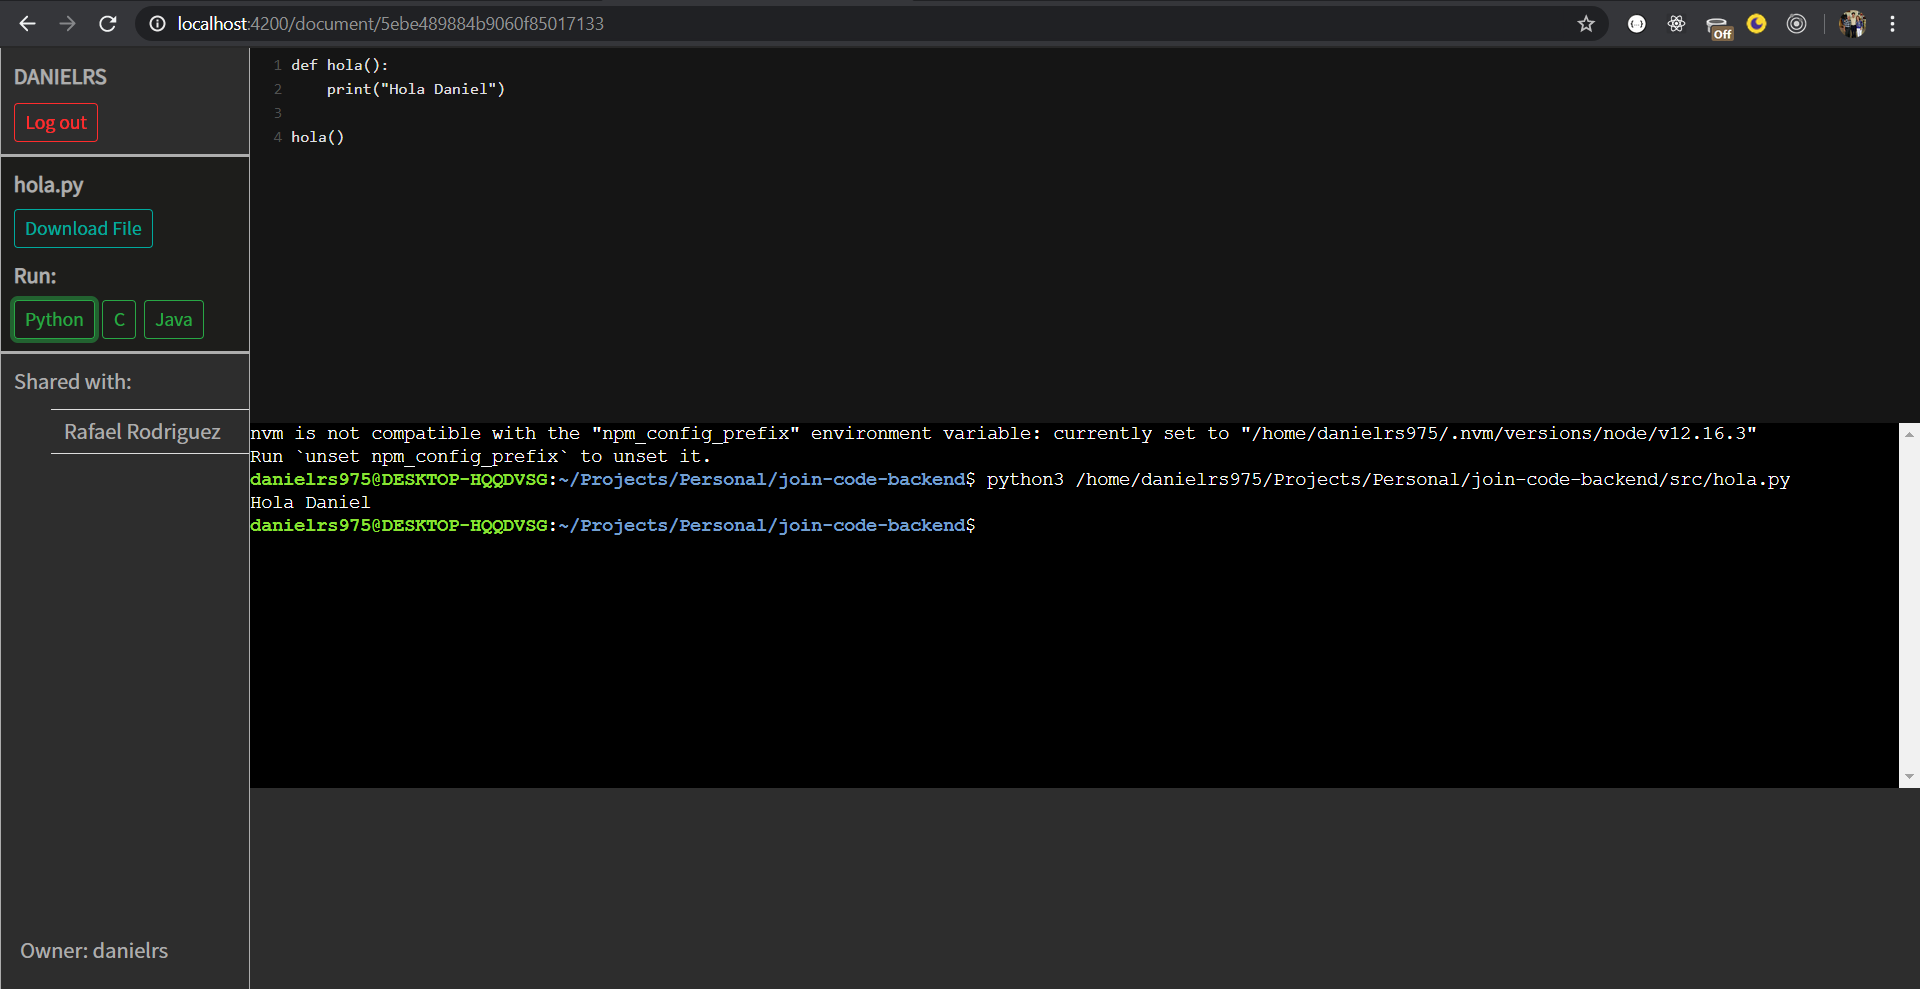 localhost:4200/document/5ebe489884b9060f85017133
Off
DANIELRS
Log out
hola.py
Download File
Run:
Python C Java
Shared with:
Rafael Rodriguez
Owner: danielrs
1 def hola():
2     print("Hola Daniel")
3
4 hola()
nvm is not compatible with the "npm_config_prefix" environment variable: currently set to "/home/danielrs975/.nvm/versions/node/v12.16.3"
Run `unset npm_config_prefix` to unset it.
danielrs975@DESKTOP-HQQDVSG:~/Projects/Personal/join-code-backend$ python3 /home/danielrs975/Projects/Personal/join-code-backend/src/hola.py
Hola Daniel
danielrs975@DESKTOP-HQQDVSG:~/Projects/Personal/join-code-backend$